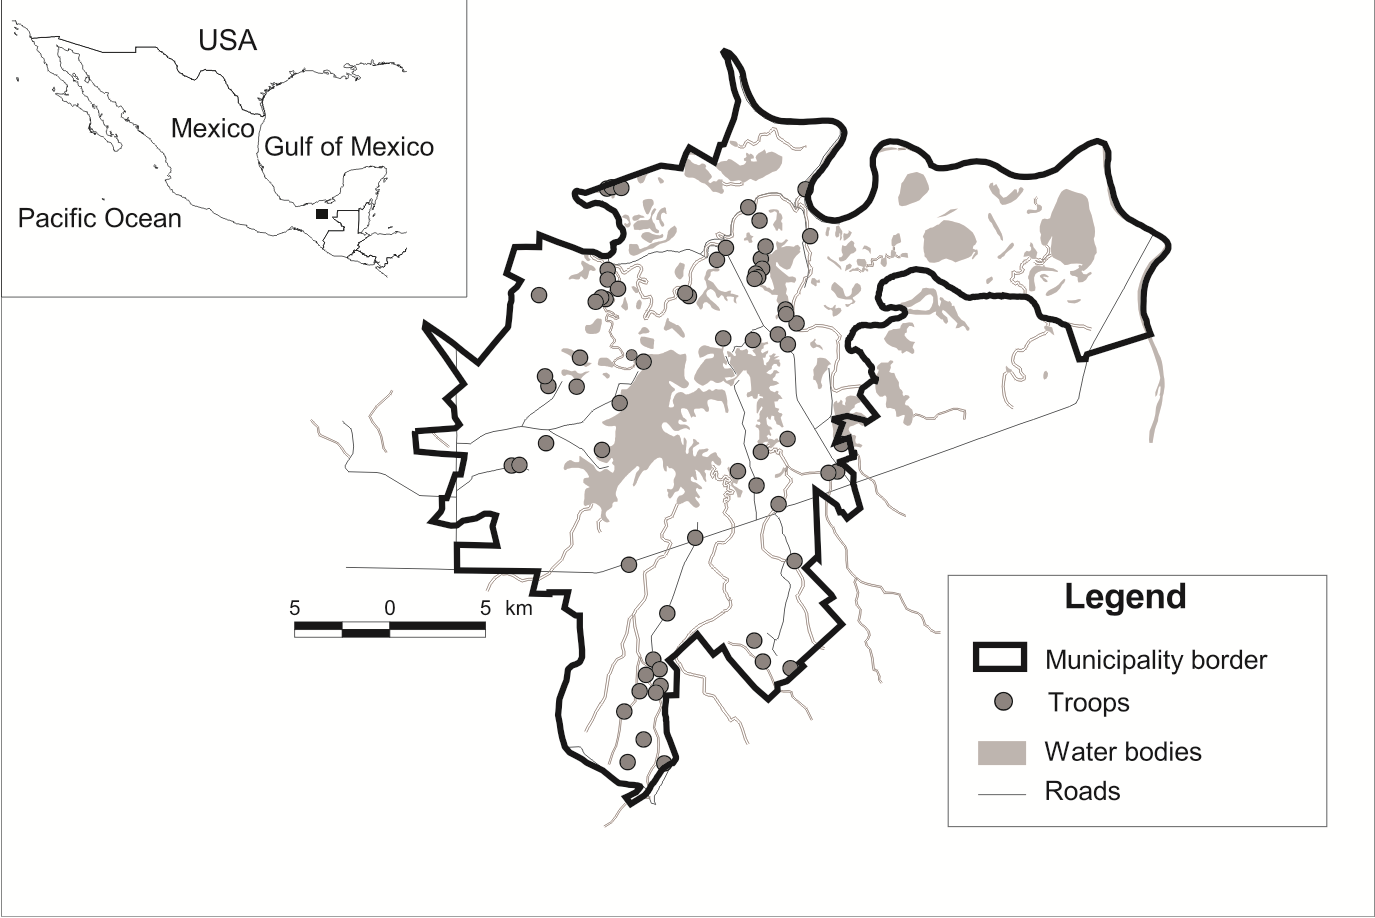 USA
Mexico
Gulf of Mexico
Pacific Ocean
5 0 5 km
Legend
Municipality border
Troops
Water bodies
Roads